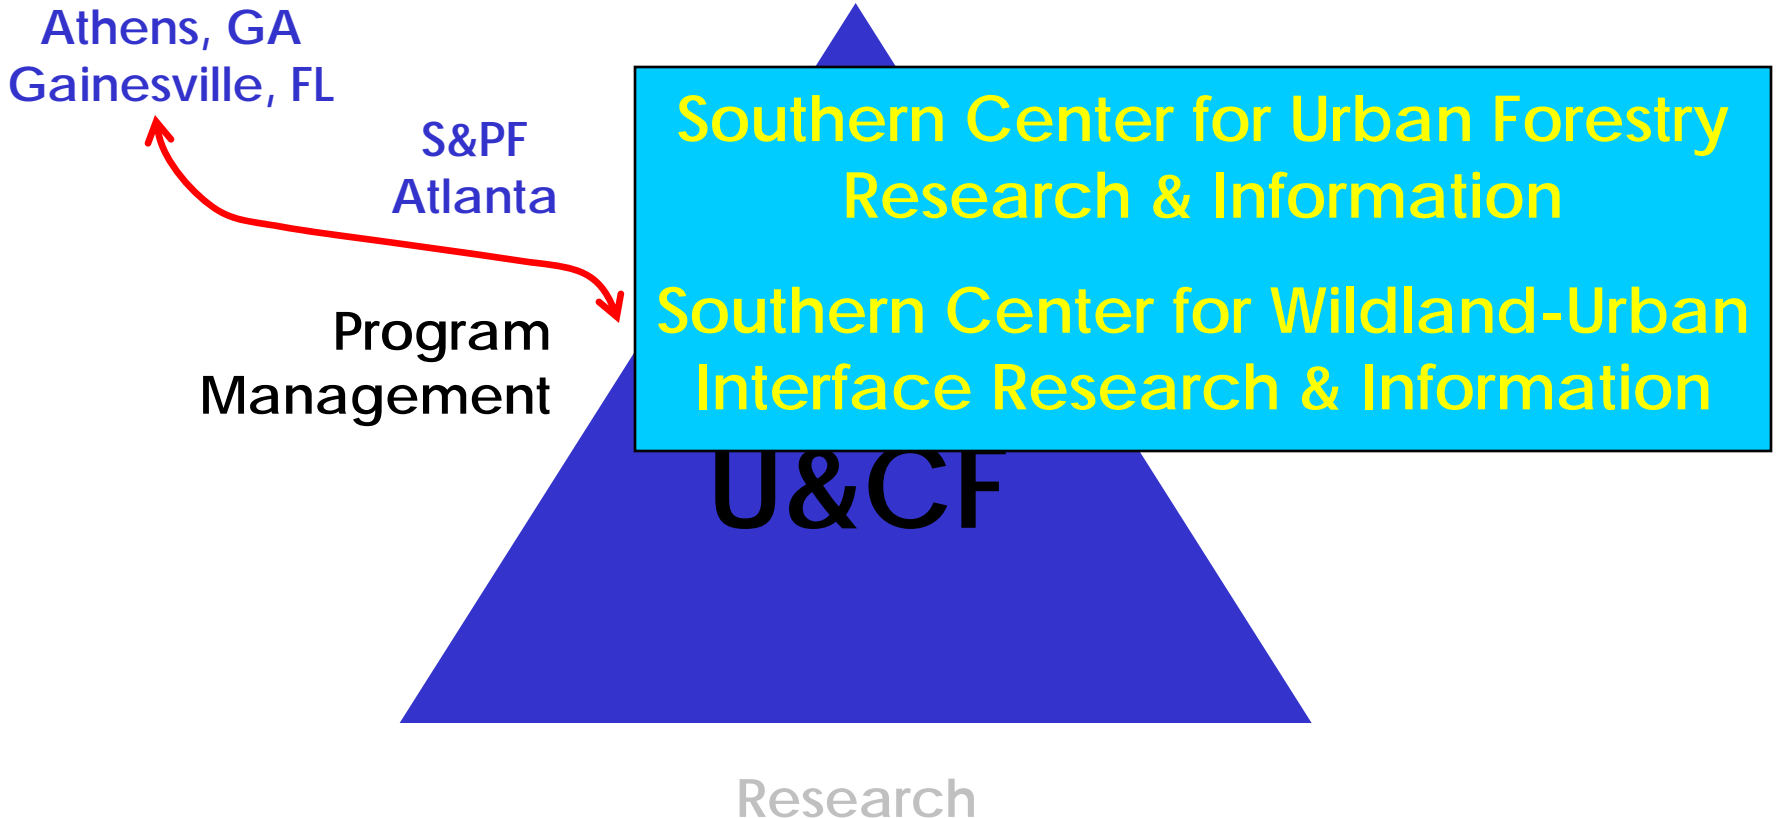 Athens, GA
Gainesville, FL
S&PF
Atlanta
Southern Center for Urban Forestry
Research & Information
Southern Center for Wildland-Urban
Interface Research & Information
Program
Management
U&CF
Research